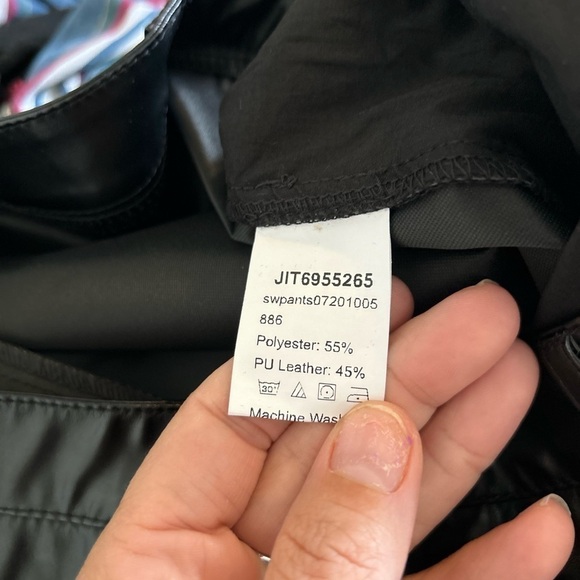 JIT6955265
swpants07201005
886
Polyester: 55%
PU Leather: 45%
30°
Machine Wash